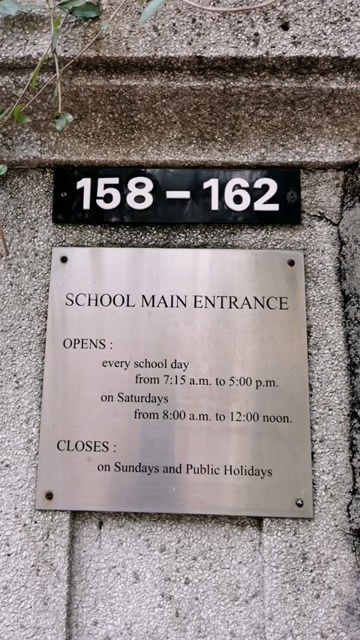 158 – 162
SCHOOL MAIN ENTRANCE
OPENS :
every school day
from 7:15 a.m. to 5:00 p.m.
on Saturdays
from 8:00 a.m. to 12:00 noon.
CLOSES :
on Sundays and Public Holidays